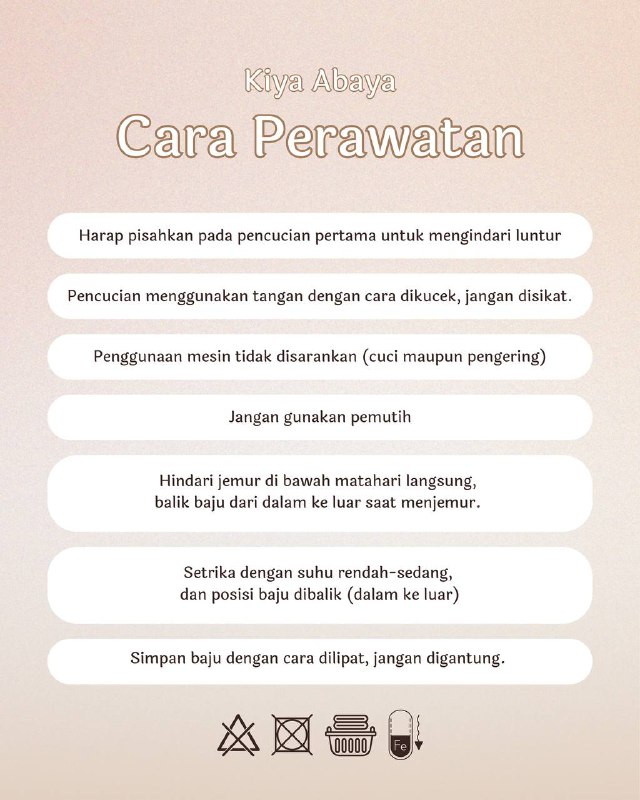 Kiya Abaya
Cara Perawatan
Harap pisahkan pada pencucian pertama untuk mengindari luntur
Pencucian menggunakan tangan dengan cara dikucek, jangan disikat.
Penggunaan mesin tidak disarankan (cuci maupun pengering)
Jangan gunakan pemutih
Hindari jemur di bawah matahari langsung,
balik baju dari dalam ke luar saat menjemur.
Setrika dengan suhu rendah-sedang,
dan posisi baju dibalik (dalam ke luar)
Simpan baju dengan cara dilipat, jangan digantung.
Fe